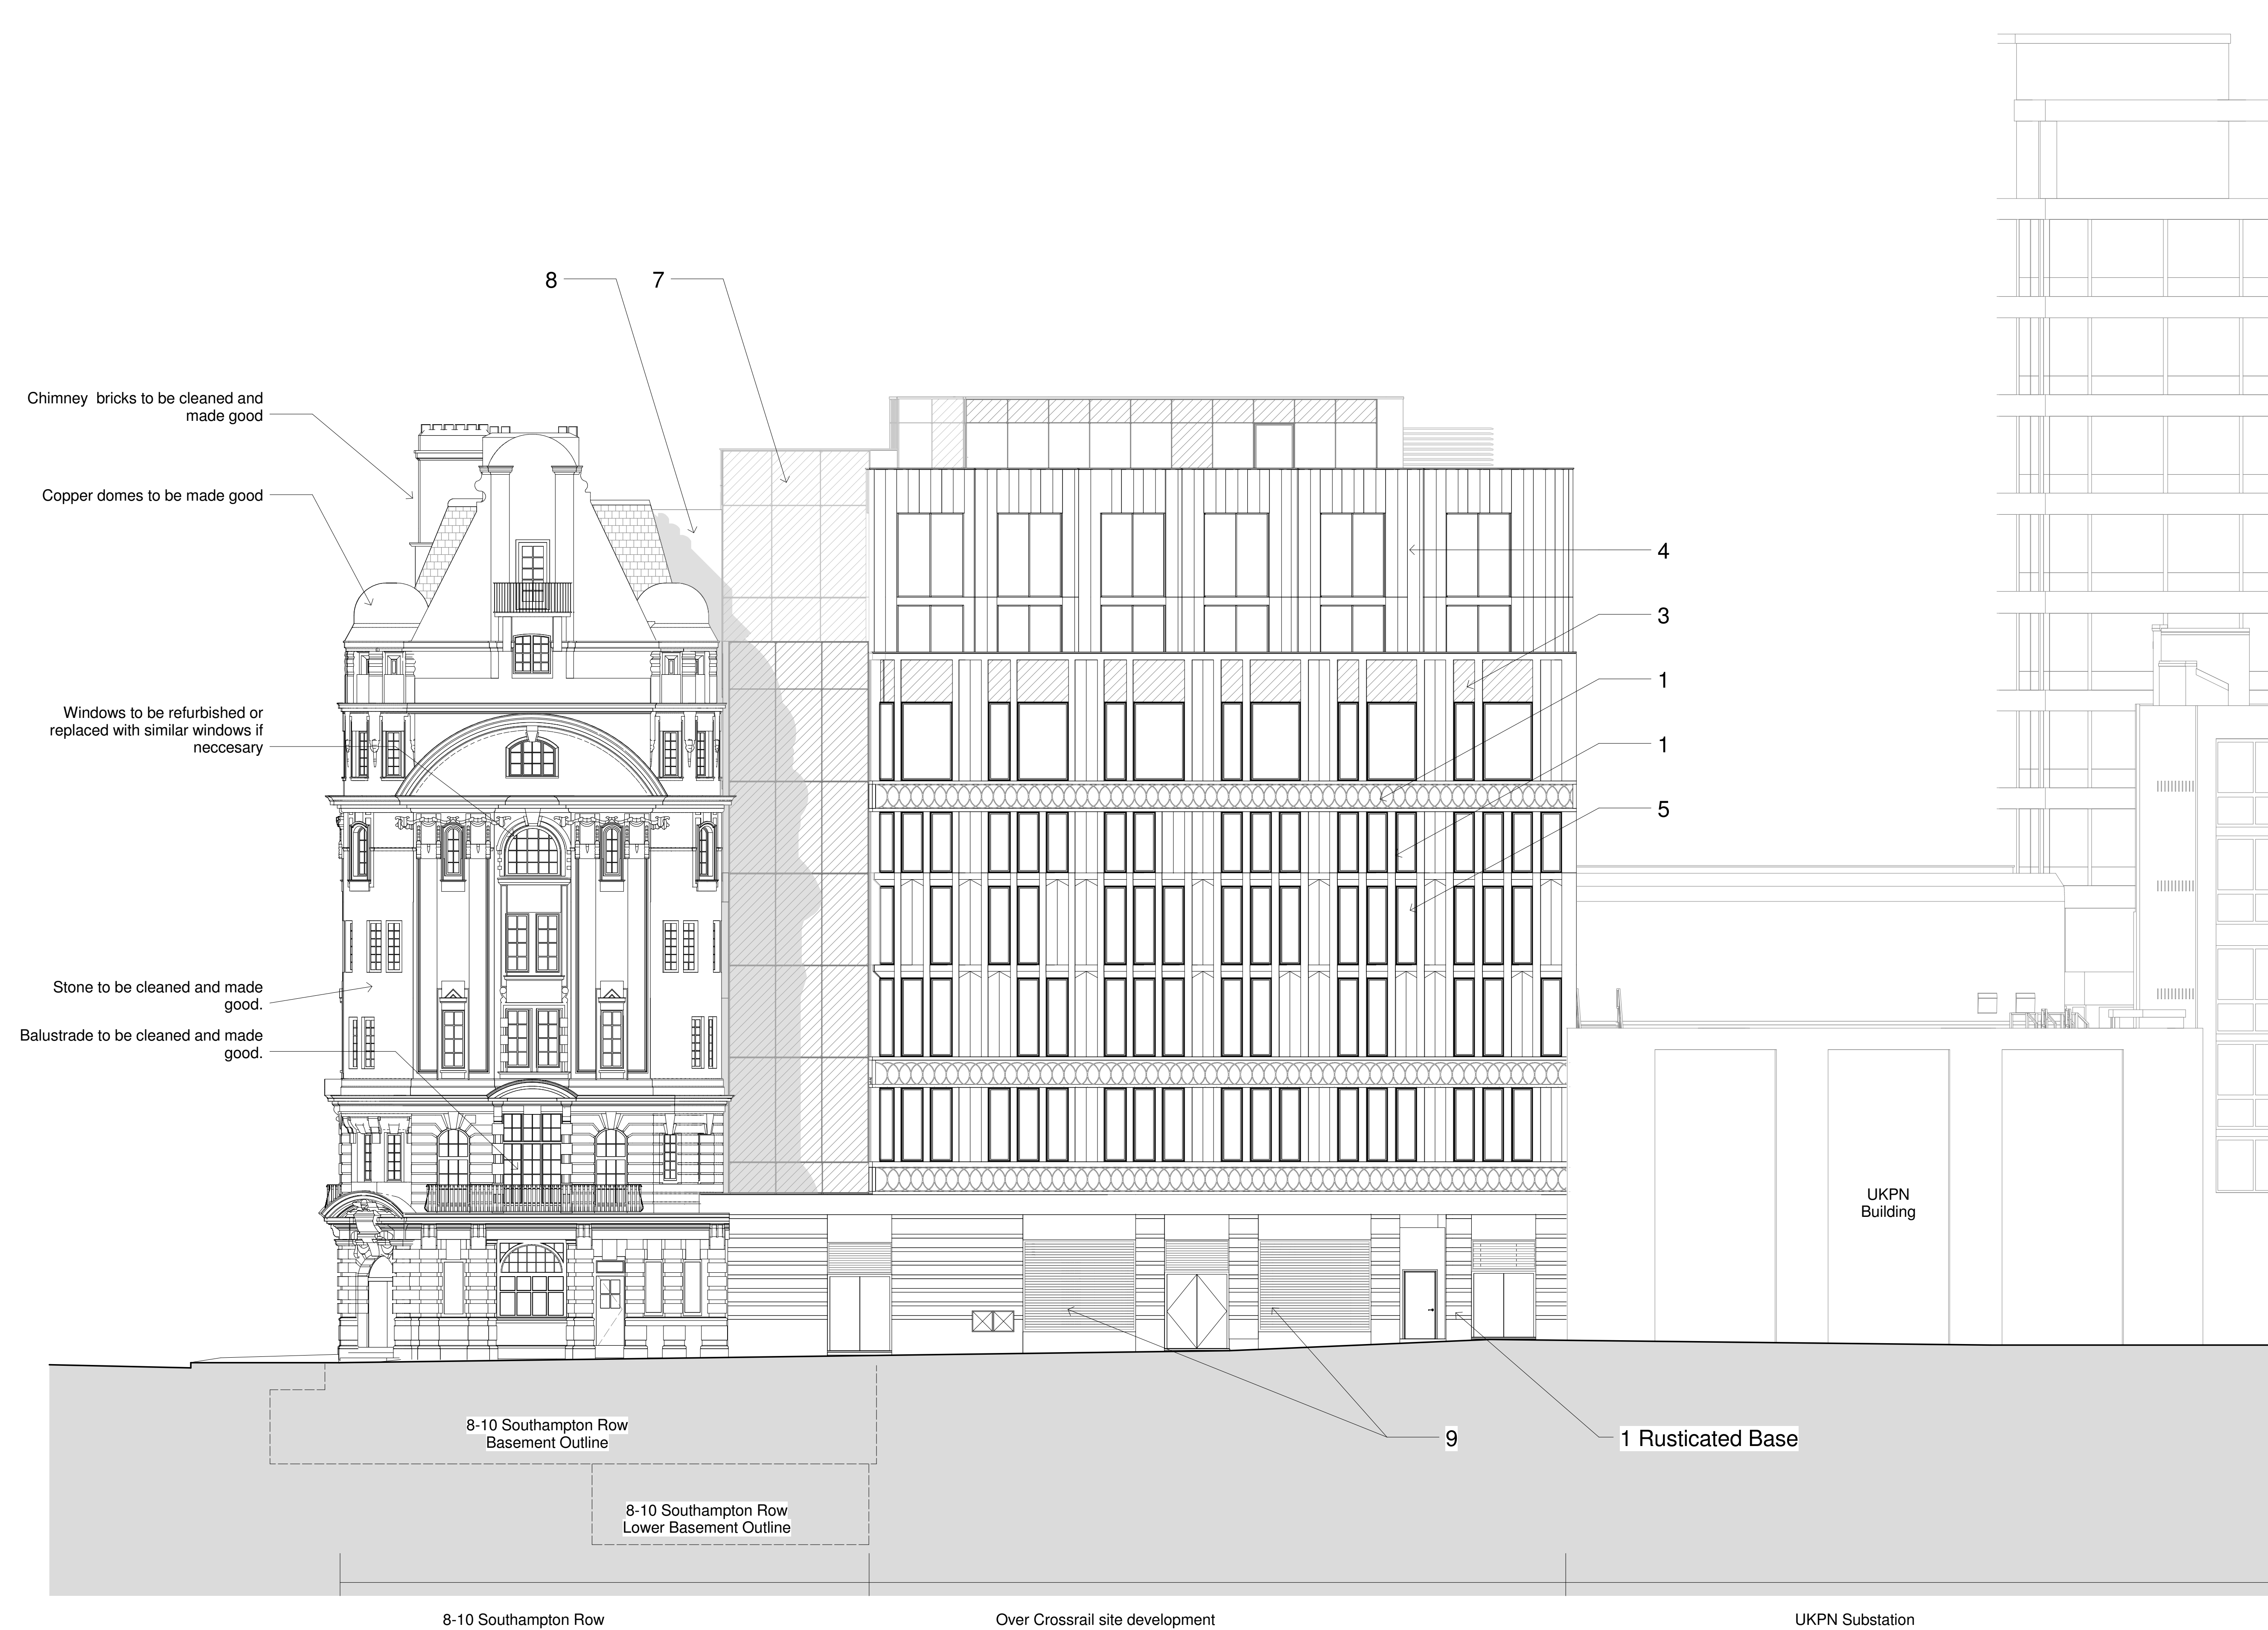 8
7
Chimney bricks to be cleaned and
made good
Copper domes to be made good
4
3
1
Windows to be refurbished or
replaced with similar windows if
neccesary
1
5
Stone to be cleaned and made
good.
Balustrade to be cleaned and made
good.
UKPN
Building
8-10 Southampton Row
Basement Outline
9
1 Rusticated Base
8-10 Southampton Row
Lower Basement Outline
8-10 Southampton Row
Over Crossrail site development
UKPN Substation